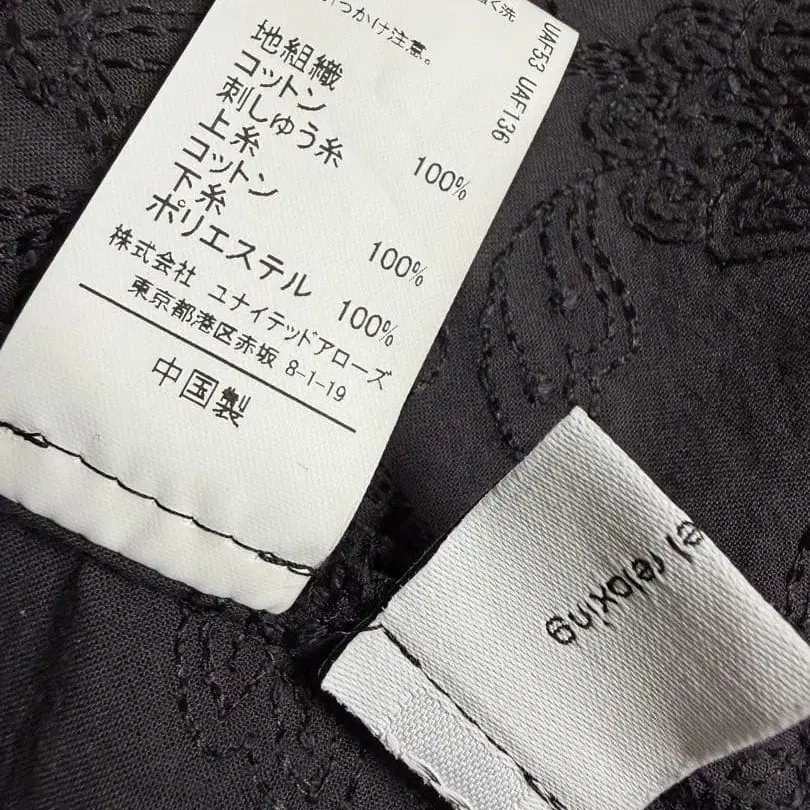 く洗
つかけ注意。
UAF53 UAF136
地組織
コットン 100%
刺しゅう糸
上糸
コットン 100%
下糸
ポリエステル 100%
株式会社 ユナイテッドアローズ
東京都港区赤坂 8-1-19
中国製
e) relaxing